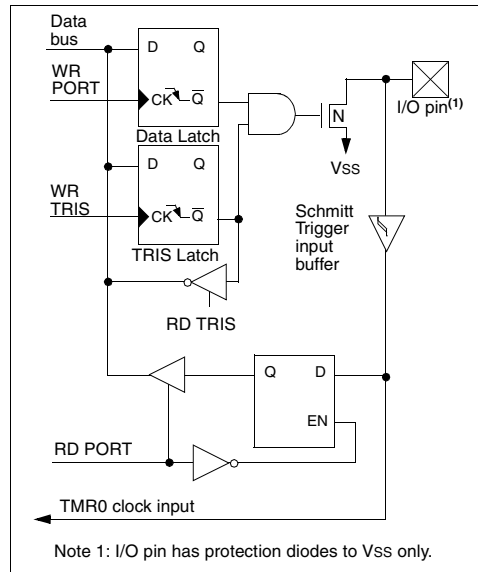 Data
bus
D Q
WR
PORT
CK Q
Data Latch
N
I/O pin(1)
VSS
D Q
WR
TRIS
CK Q
TRIS Latch
Schmitt
Trigger
input
buffer
RD TRIS
Q D
EN
RD PORT
TMR0 clock input
Note 1: I/O pin has protection diodes to VSS only.